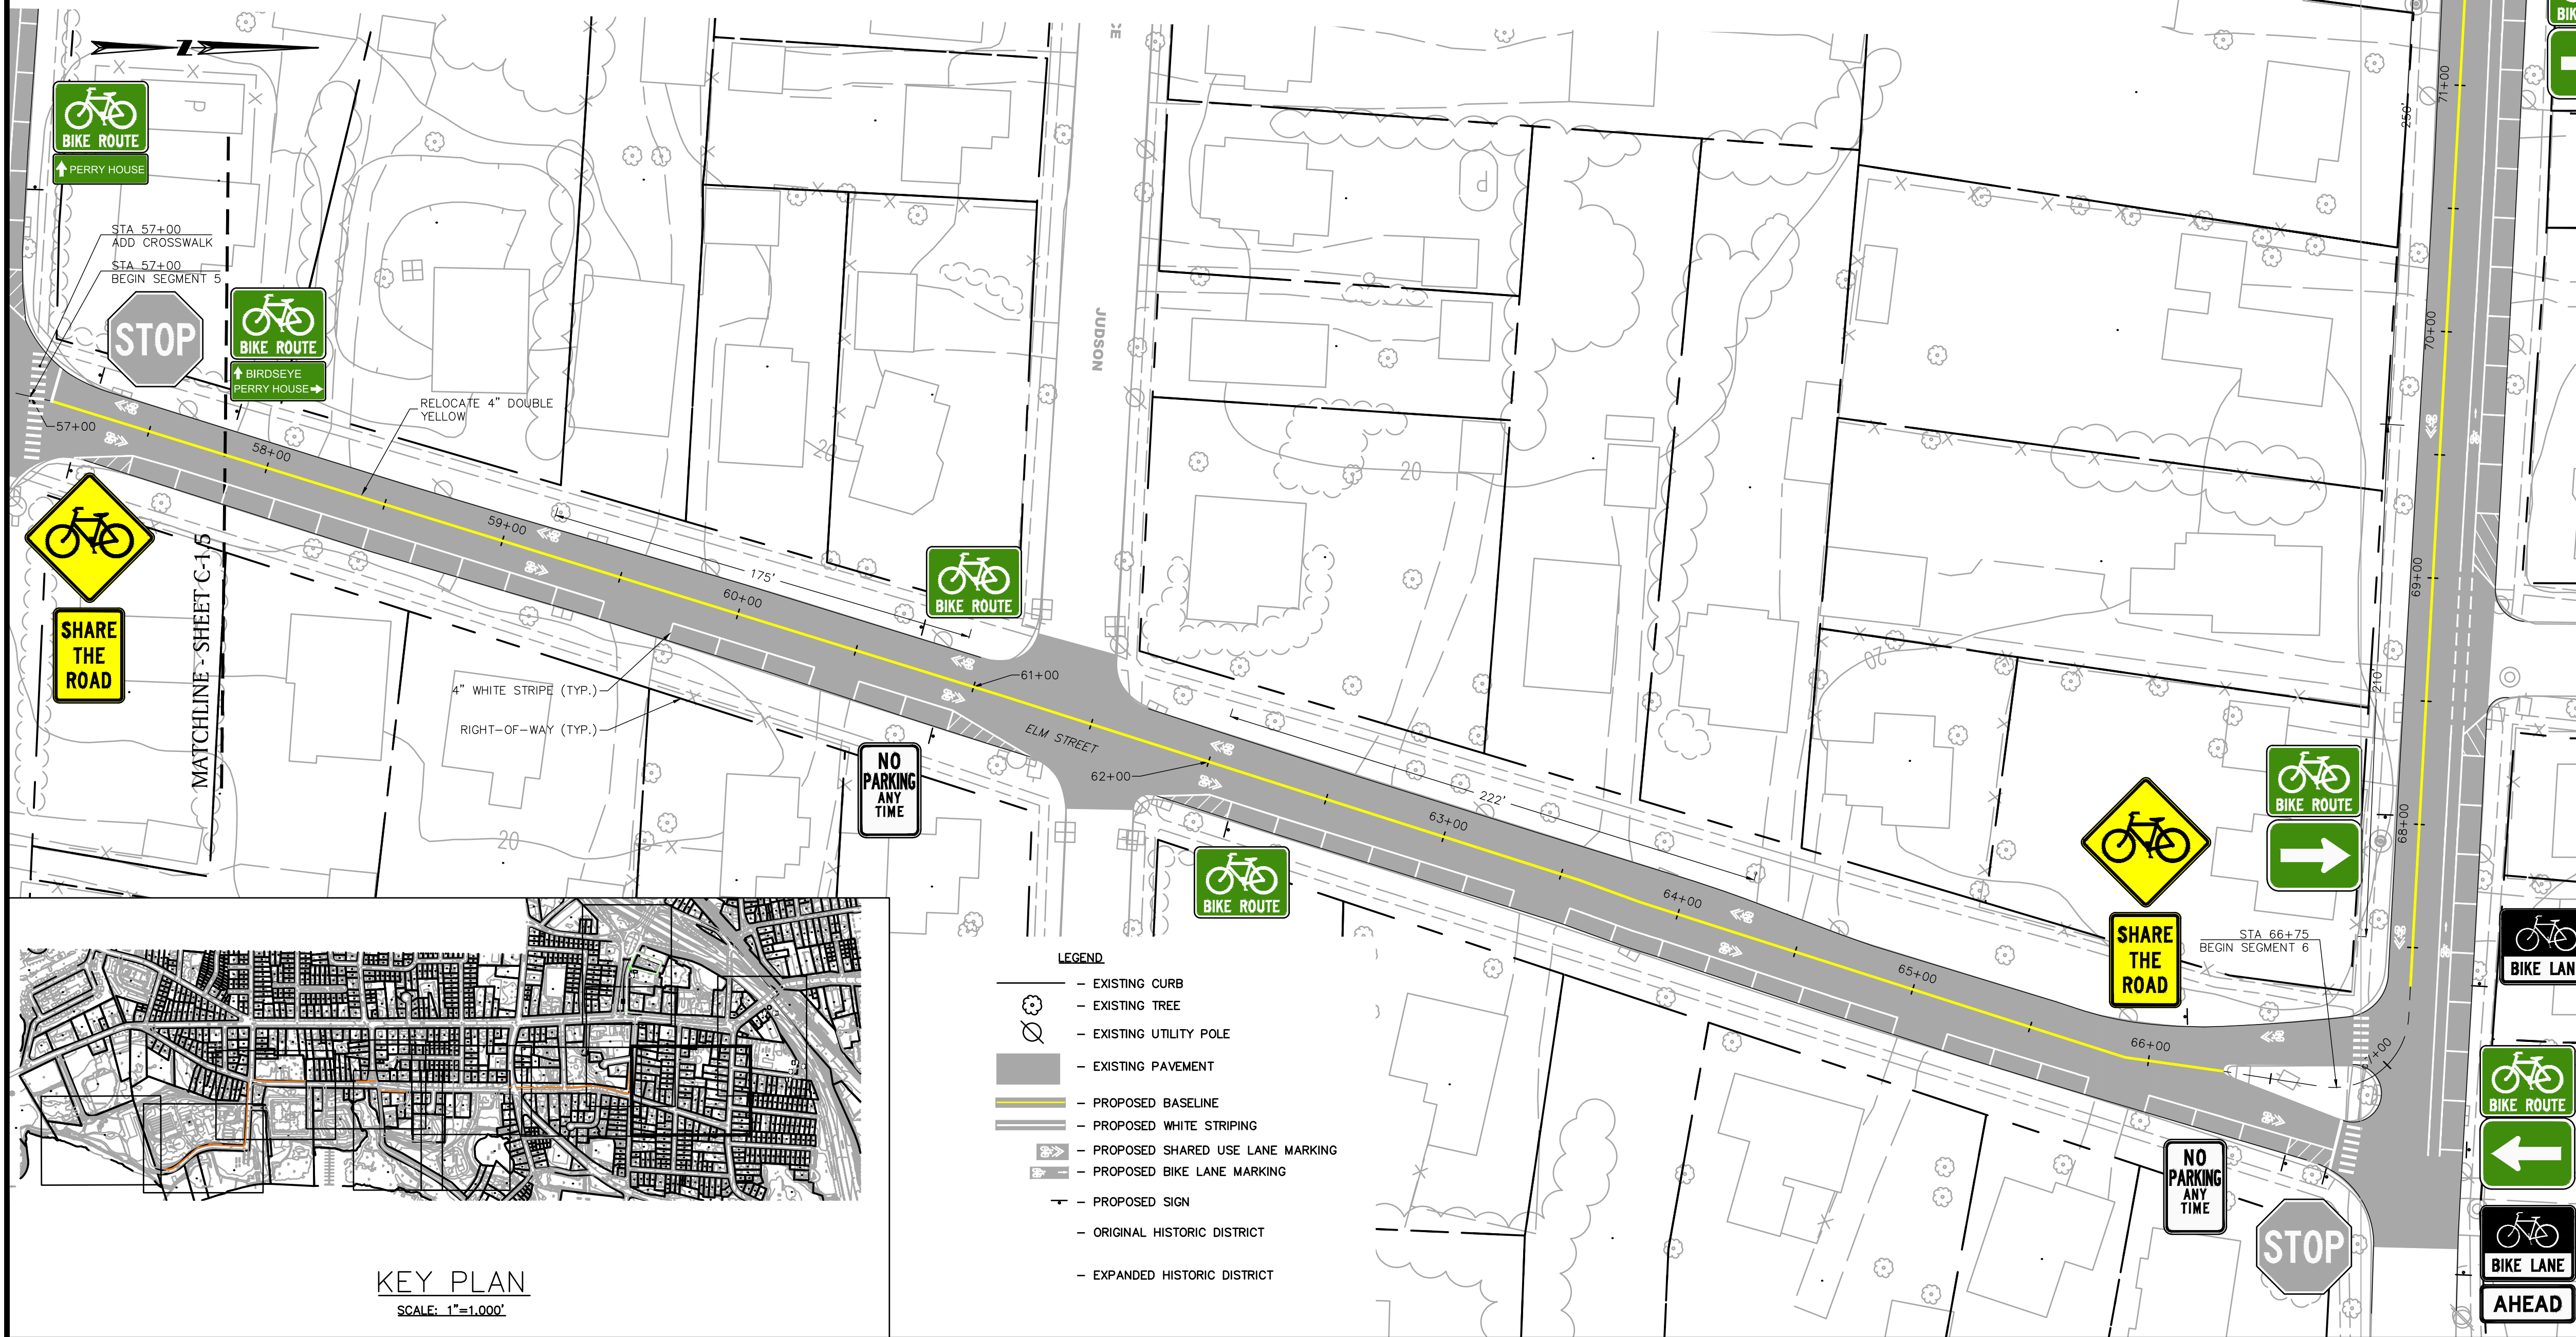 Z
CE
P
BIKE ROUTE
PERRY HOUSE
STA 57+00
ADD CROSSWALK
STA 57+00
BEGIN SEGMENT 5
STOP
BIKE ROUTE
BIRDSEYE
PERRY HOUSE
RELOCATE 4" DOUBLE
YELLOW
57+00
58+00
59+00
175'
60+00
61+00
62+00
ELM STREET
222'
63+00
64+00
65+00
66+00
67+00
68+00
69+00
70+00
71+00
250'
210'
JUDSON
P
20
20
20
20
SHARE
THE
ROAD
MATCHLINE - SHEET C-1.5
4" WHITE STRIPE (TYP.)
RIGHT-OF-WAY (TYP.)
BIKE ROUTE
NO
PARKING
ANY
TIME
BIKE ROUTE
BIKE ROUTE
SHARE
THE
ROAD
STA 66+75
BEGIN SEGMENT 6
NO
PARKING
ANY
TIME
STOP
BIK
BIKE LAN
BIKE ROUTE
BIKE LANE
AHEAD
LEGEND
– EXISTING CURB
– EXISTING TREE
– EXISTING UTILITY POLE
– EXISTING PAVEMENT
– PROPOSED BASELINE
– PROPOSED WHITE STRIPING
– PROPOSED SHARED USE LANE MARKING
– PROPOSED BIKE LANE MARKING
– PROPOSED SIGN
– ORIGINAL HISTORIC DISTRICT
– EXPANDED HISTORIC DISTRICT
KEY PLAN
SCALE: 1"=1,000'